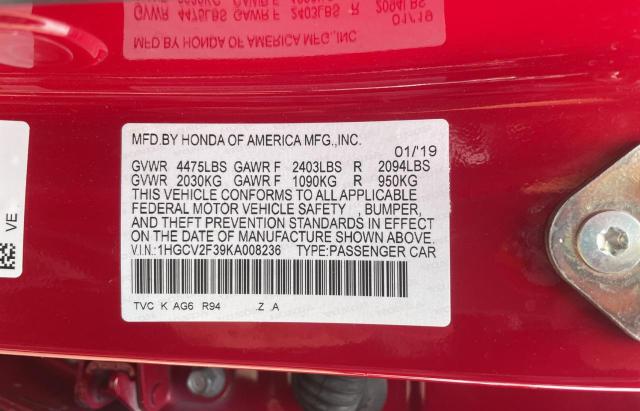 MFD.BY HONDA OF AMERICA MFG.,INC.
01/'19
GVWR 4475LBS GAWR F 2403LBS R 2094LBS
GVWR 2030KG GAWR F 1090KG R 950KG
THIS VEHICLE CONFORMS TO ALL APPLICABLE
FEDERAL MOTOR VEHICLE SAFETY , BUMPER,
AND THEFT PREVENTION STANDARDS IN EFFECT
ON THE DATE OF MANUFACTURE SHOWN ABOVE.
V.I.N.:1HGCV2F39KA008236 TYPE:PASSENGER CAR
TVC K AG6 R94 .Z .A
VE